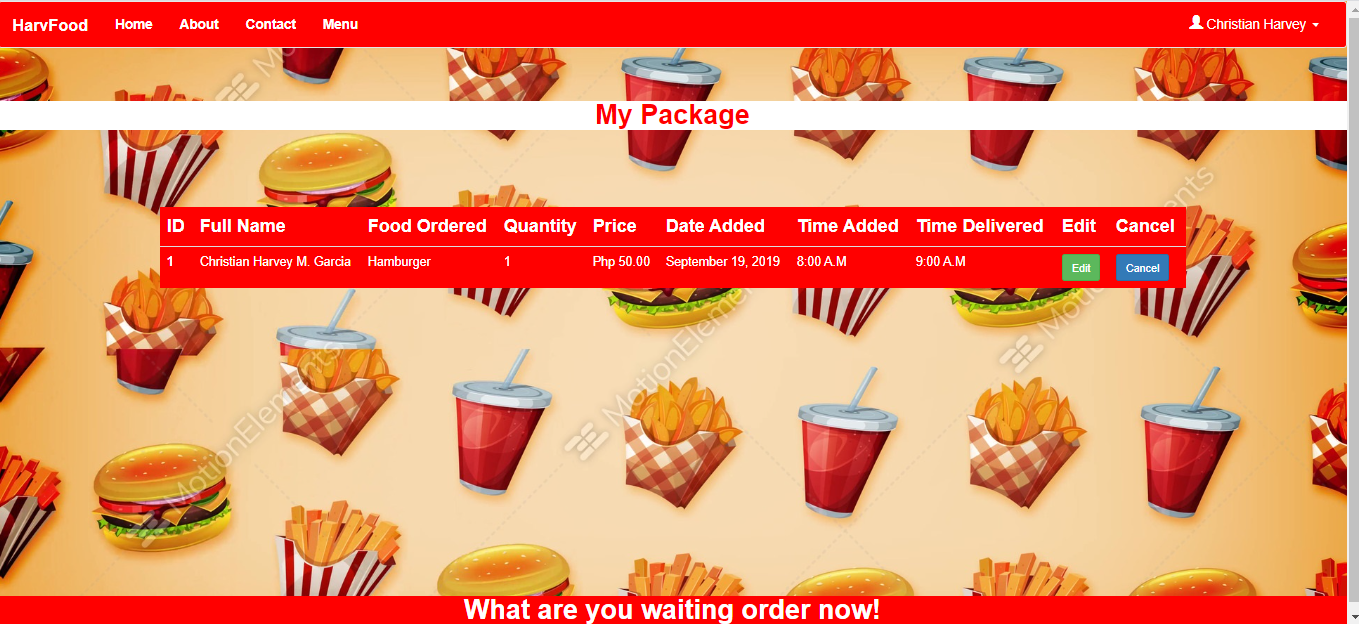 HarvFood Home About Contact Menu Christian Harvey
My Package
ID Full Name Food Ordered Quantity Price Date Added Time Added Time Delivered Edit Cancel
1 Christian Harvey M. Garcia Hamburger 1 Php 50.00 September 19, 2019 8:00 A.M 9:00 A.M Edit Cancel
MotionElements
MotionElements
MotionElements
What are you waiting order now!